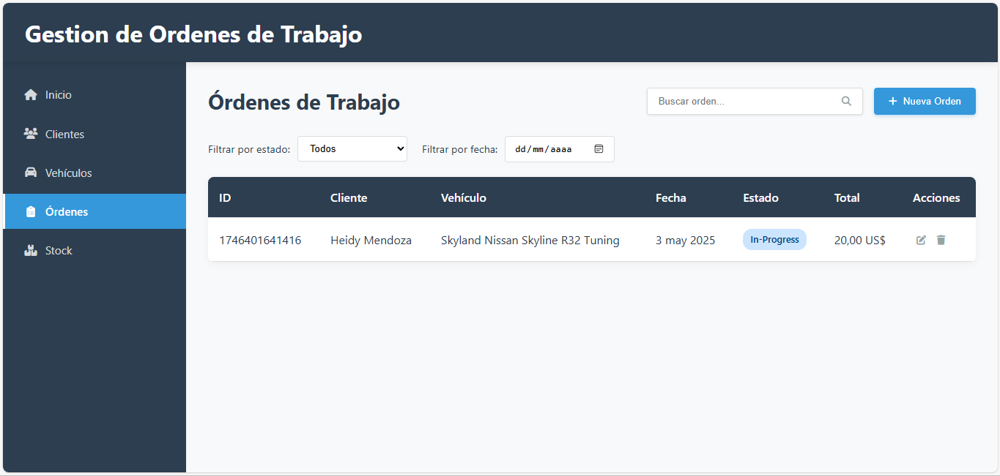 Gestion de Ordenes de Trabajo
Inicio
Clientes
Vehículos
Órdenes
Stock
Órdenes de Trabajo
Buscar orden...
Nueva Orden
Filtrar por estado: Todos Filtrar por fecha: dd/mm/aaaa
ID Cliente Vehículo Fecha Estado Total Acciones
1746401641416 Heidy Mendoza Skyland Nissan Skyline R32 Tuning 3 may 2025 In-Progress 20,00 US$